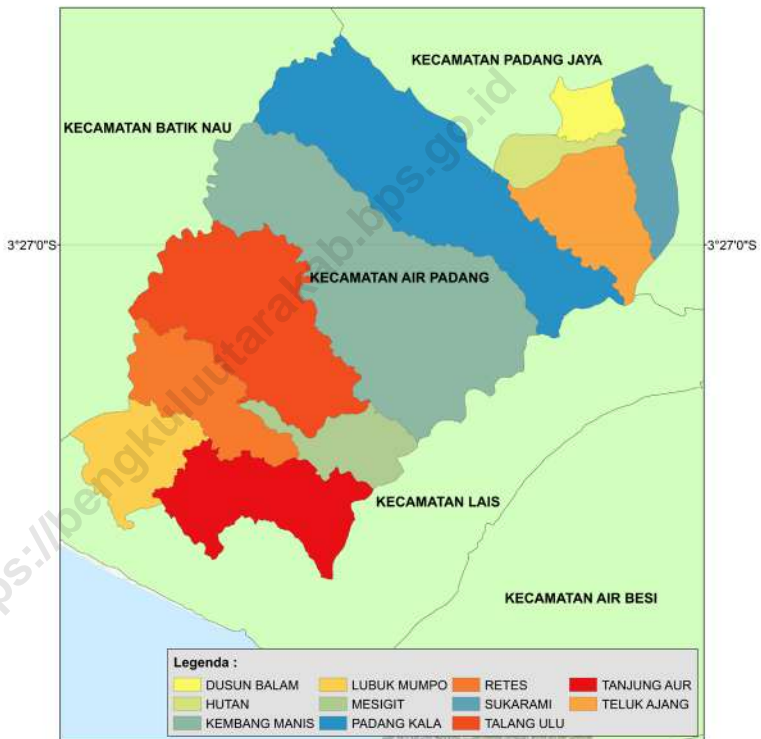 KECAMATAN PADANG JAYA
KECAMATAN BATIK NAU
3°27'0"S
3°27'0"S
KECAMATAN AIR PADANG
KECAMATAN LAIS
KECAMATAN AIR BESI
ps://bengkuluutarakab.bps.go.id
Legenda :
DUSUN BALAM
LUBUK MUMPO
RETES
TANJUNG AUR
HUTAN
MESIGIT
SUKARAMI
TELUK AJANG
KEMBANG MANIS
PADANG KALA
TALANG ULU